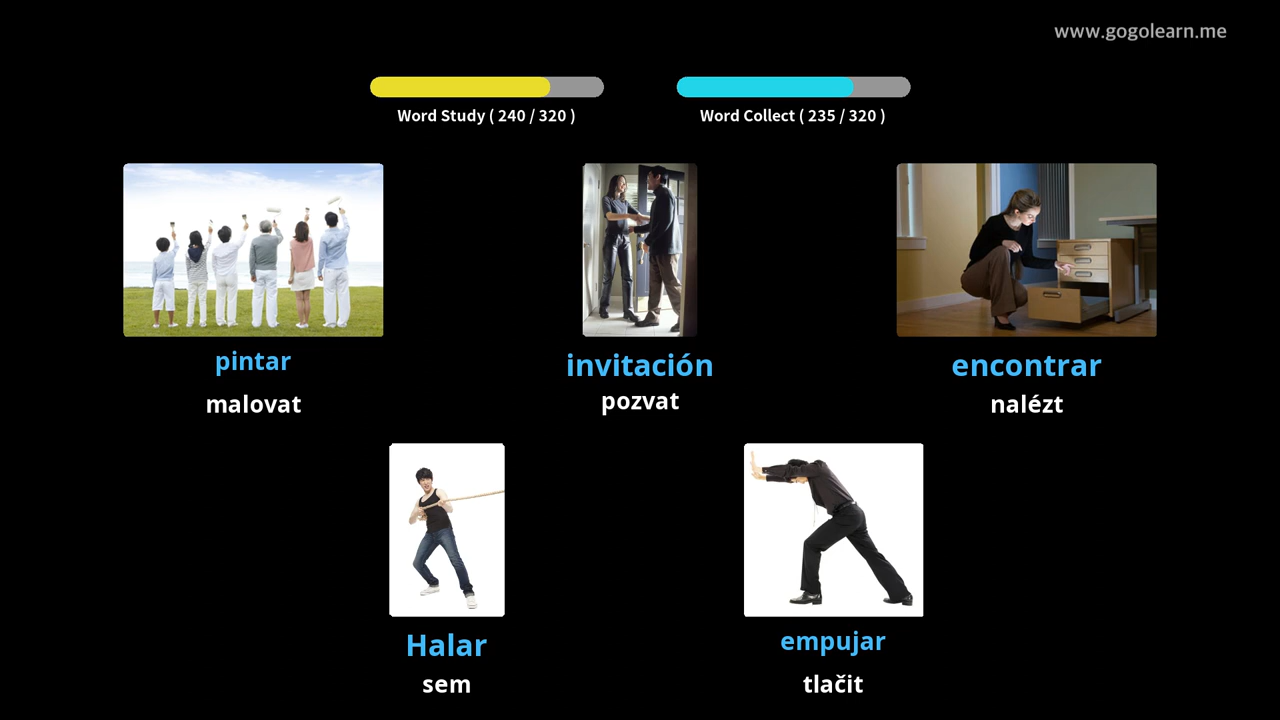 www.gogolearn.me
Word Study ( 240 / 320 )
Word Collect ( 235 / 320 )
pintar
malovat
invitación
pozvat
encontrar
nalézt
Halar
sem
empujar
tlačit